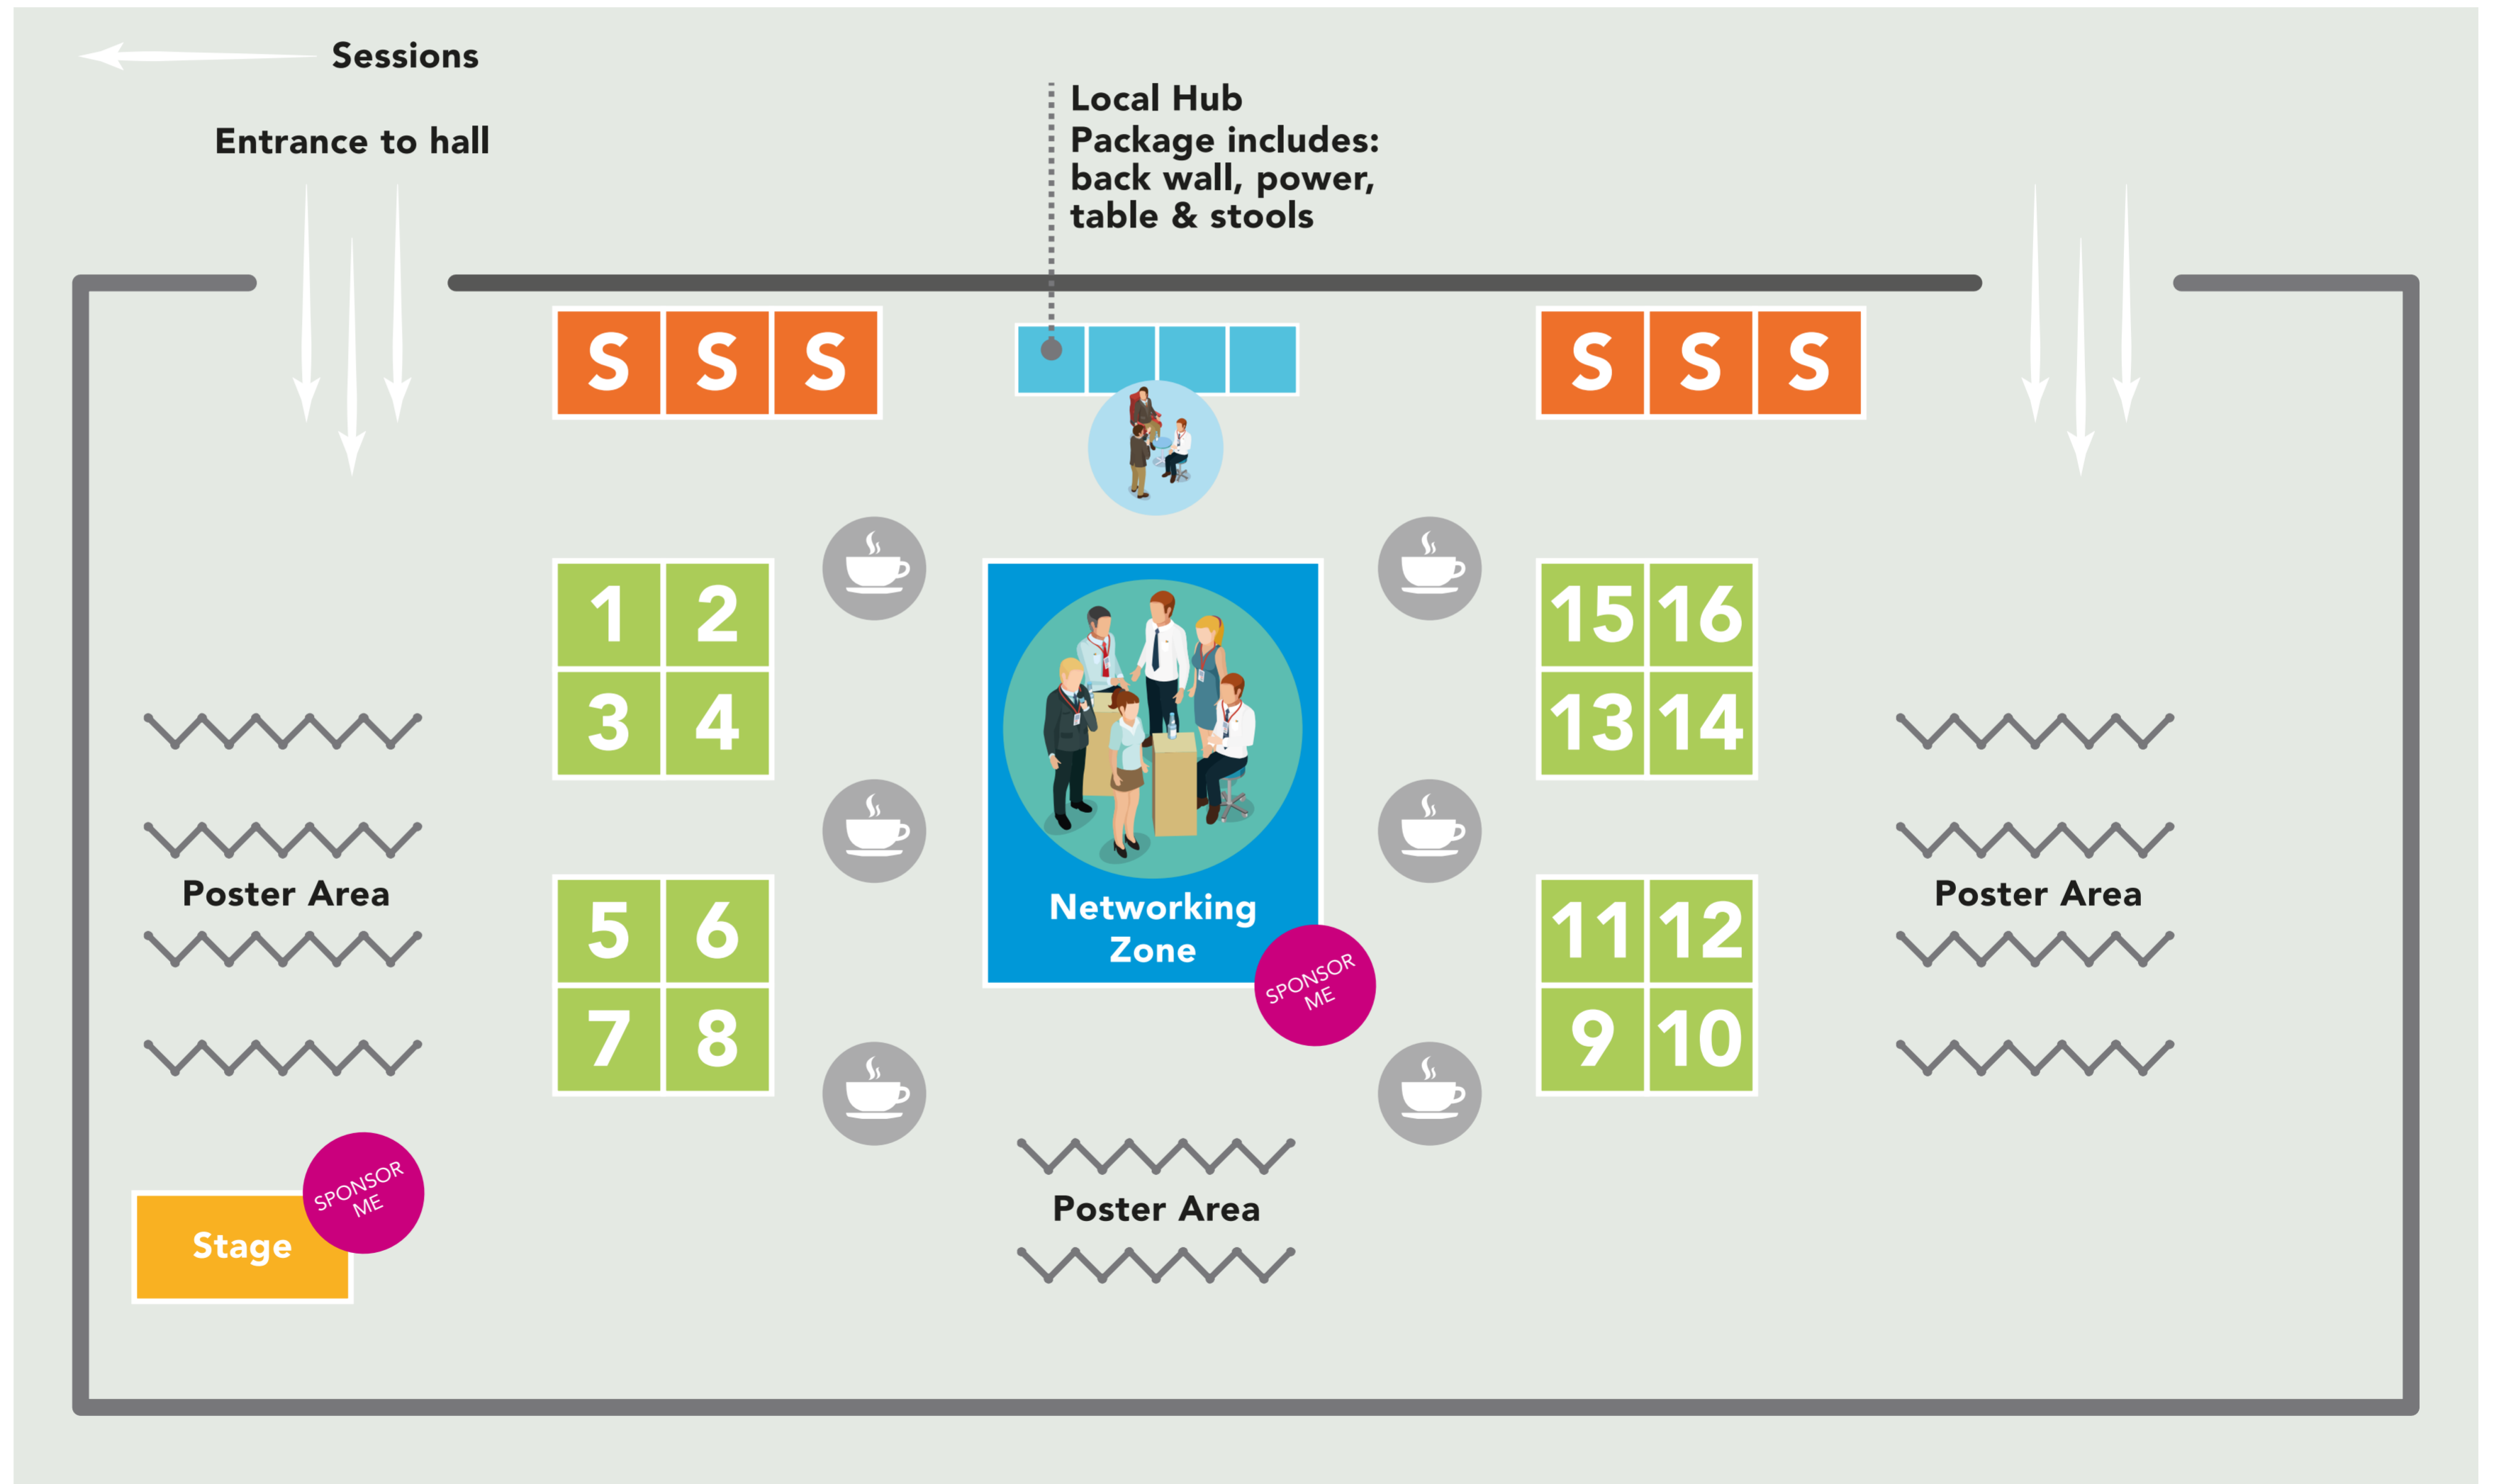 Sessions
Entrance to hall
Local Hub
Package includes:
back wall, power,
table & stools
S S S
S S S
1 2
3 4
15 16
13 14
Poster Area
5 6
7 8
Networking
Zone
SPONSOR
ME
11 12
9 10
Poster Area
SPONSOR
ME
Stage
Poster Area